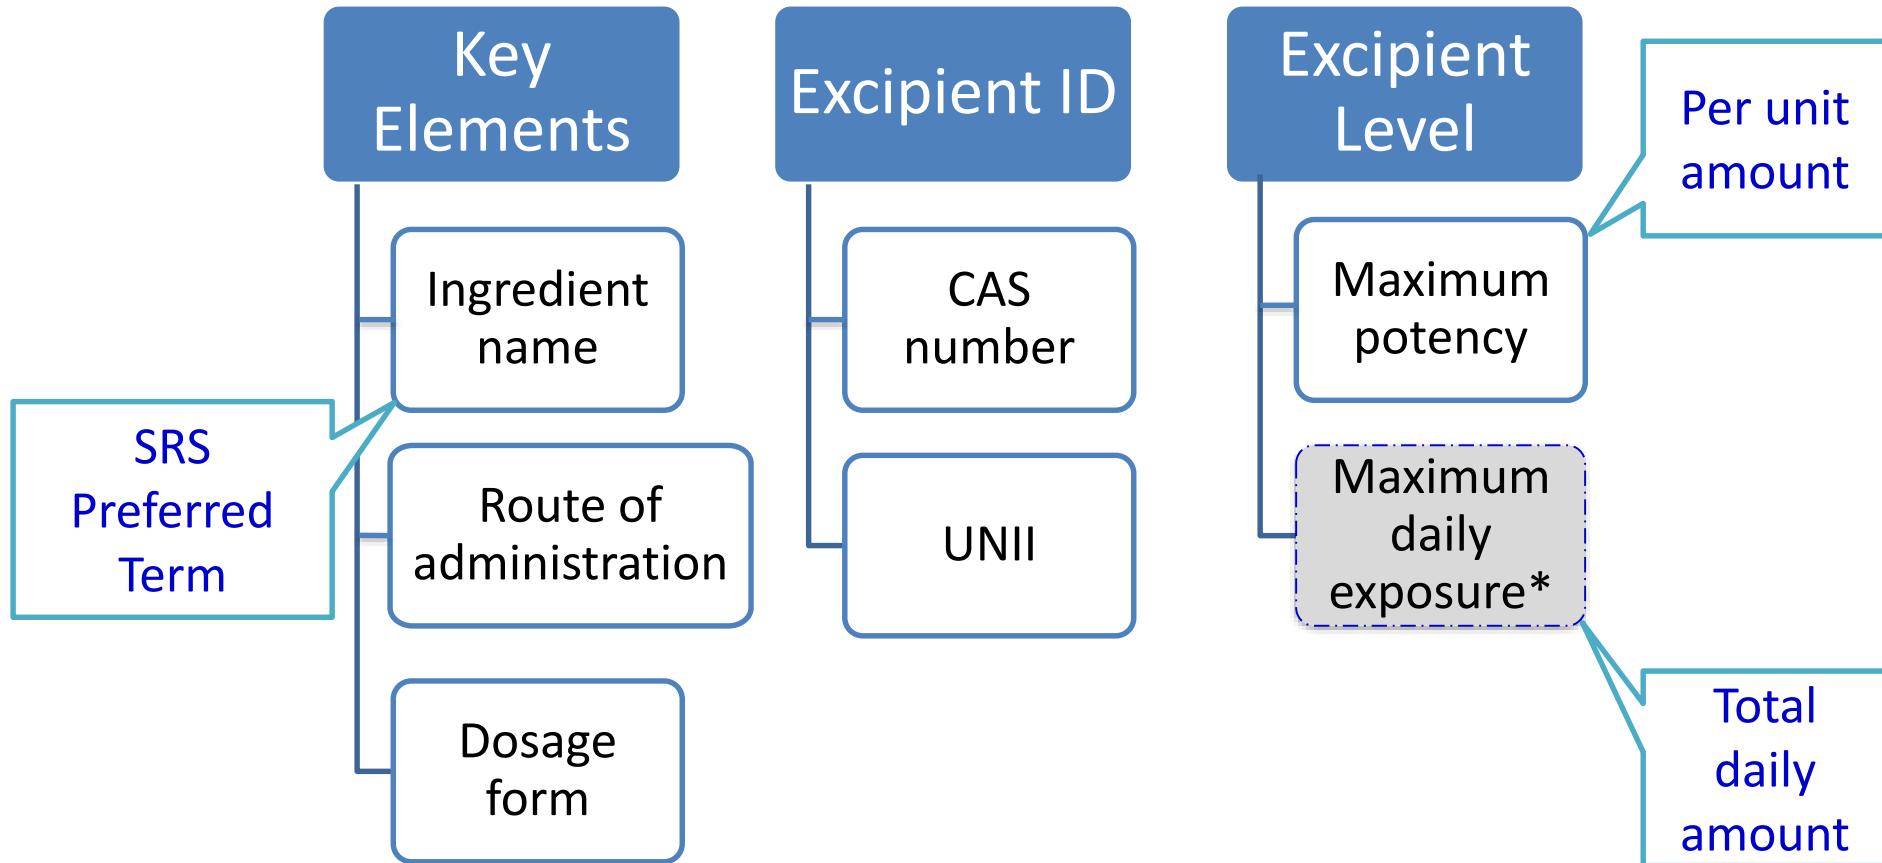 Key
Elements
Ingredient
name
SRS
Preferred
Term
Route of
administration
Dosage
form
Excipient ID
CAS
number
UNII
Excipient
Level
Per unit
amount
Maximum
potency
Maximum
daily
exposure*
Total
daily
amount